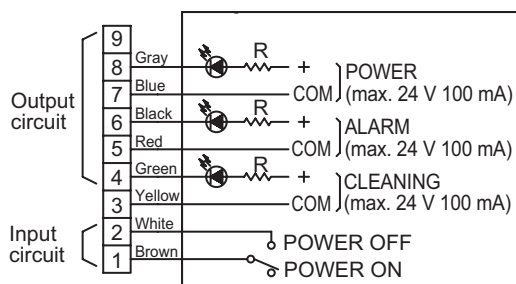 9
8 Gray R +
7 Blue COM POWER (max. 24 V 100 mA)
6 Black R +
5 Red COM ALARM (max. 24 V 100 mA)
4 Green R +
3 Yellow COM CLEANING (max. 24 V 100 mA)
2 White POWER OFF
1 Brown POWER ON
Output circuit
Input circuit